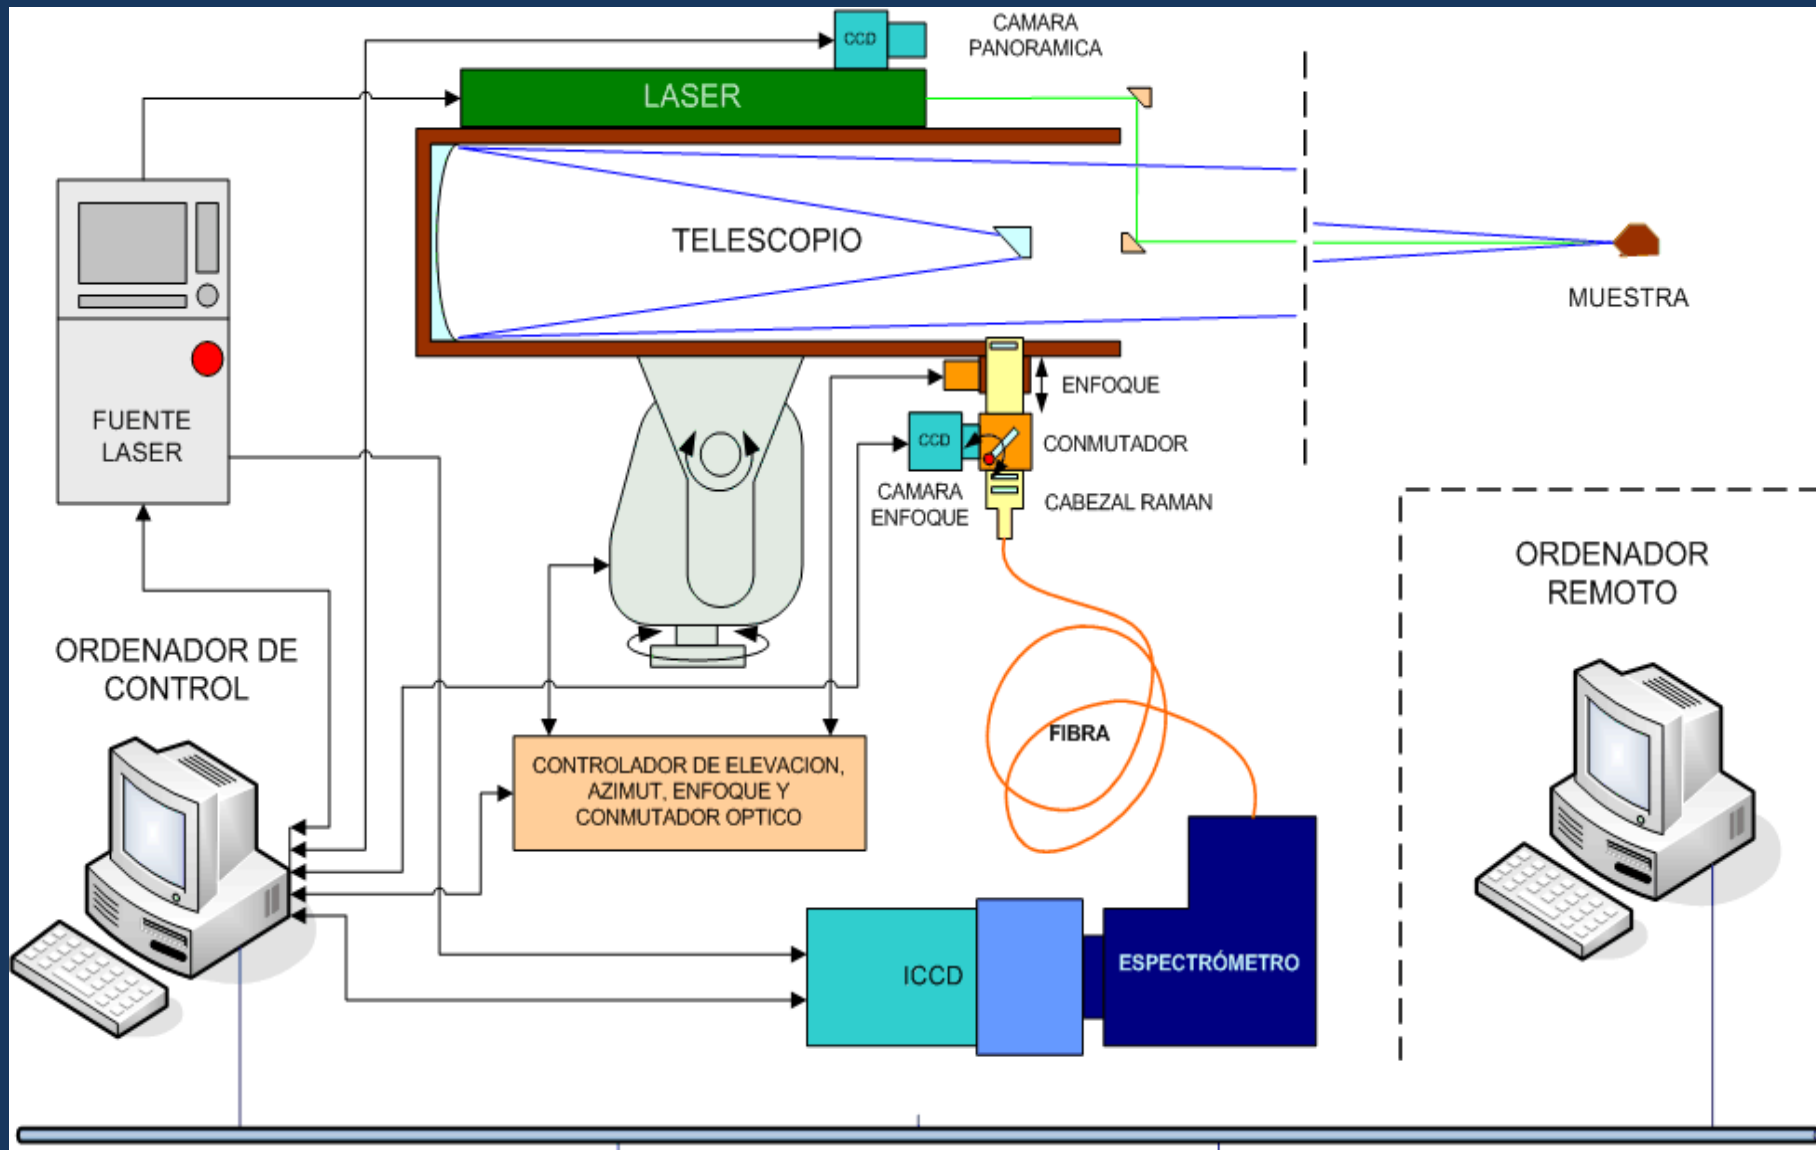 CAMARA
PANORAMICA
CCD
LASER
TELESCOPIO
MUESTRA
FUENTE
LASER
ENFOQUE
CCD
CONMUTADOR
CAMARA
ENFOQUE
CABEZAL RAMAN
ORDENADOR
REMOTO
ORDENADOR DE
CONTROL
FIBRA
CONTROLADOR DE ELEVACION,
AZIMUT, ENFOQUE Y
CONMUTADOR OPTICO
ICCD
ESPECTRÓMETRO